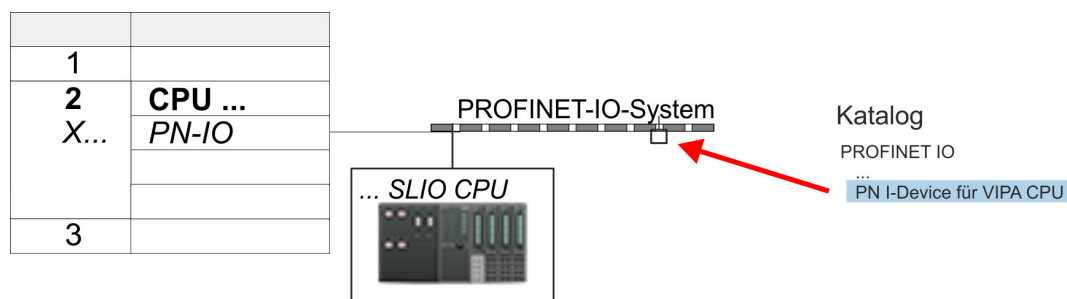 1
2 CPU ...
X... PN-IO
3
PROFINET-IO-System
... SLIO CPU
Katalog
PROFINET IO
...
PN I-Device für VIPA CPU